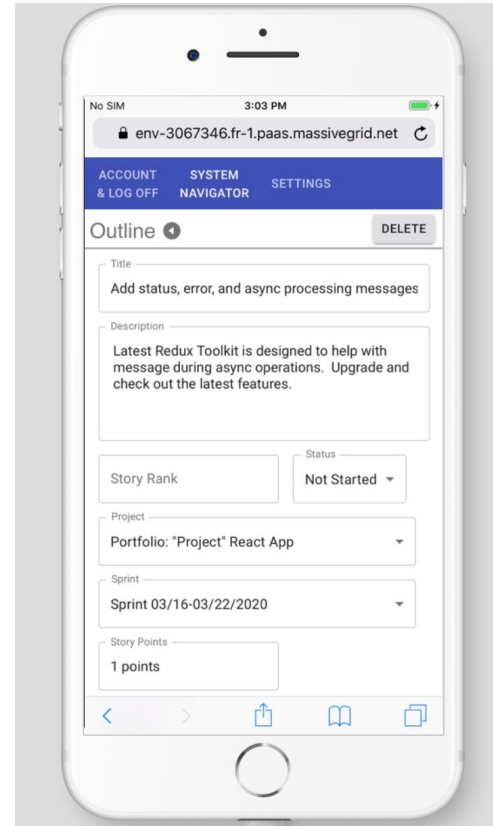 No SIM 3:03 PM
env-3067346.fr-1.paas.massivegrid.net
ACCOUNT & LOG OFF
SYSTEM NAVIGATOR
SETTINGS
Outline
DELETE
Title
Add status, error, and async processing messages
Description
Latest Redux Toolkit is designed to help with
message during async operations. Upgrade and
check out the latest features.
Story Rank
Status
Not Started
Project
Portfolio: "Project" React App
Sprint
Sprint 03/16-03/22/2020
Story Points
1 points